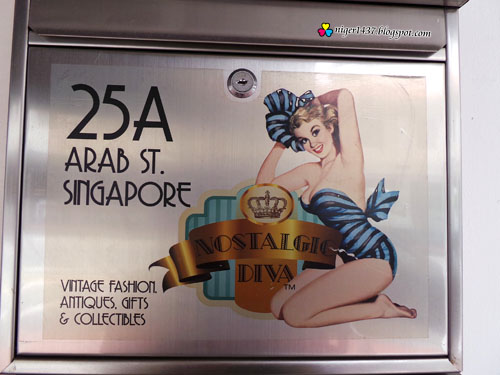 niger1437.blogspot.com
25A
ARAB ST.
SINGAPORE
NOSTALGIC
DIVA
TM
VINTAGE FASHION,
ANTIQUES, GIFTS
& COLLECTIBLES